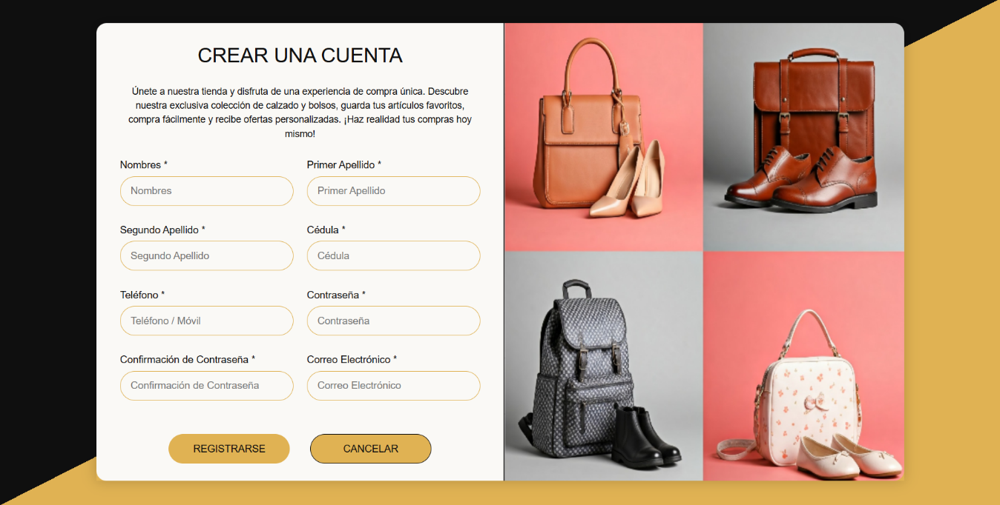 CREAR UNA CUENTA
Únete a nuestra tienda y disfruta de una experiencia de compra única. Descubre
nuestra exclusiva colección de calzado y bolsos, guarda tus artículos favoritos,
compra fácilmente y recibe ofertas personalizadas. ¡Haz realidad tus compras hoy
mismo!
Nombres *
Nombres
Primer Apellido *
Primer Apellido
Segundo Apellido *
Segundo Apellido
Cédula *
Cédula
Teléfono *
Teléfono / Móvil
Contraseña *
Contraseña
Confirmación de Contraseña *
Confirmación de Contraseña
Correo Electrónico *
Correo Electrónico
REGISTRARSE
CANCELAR